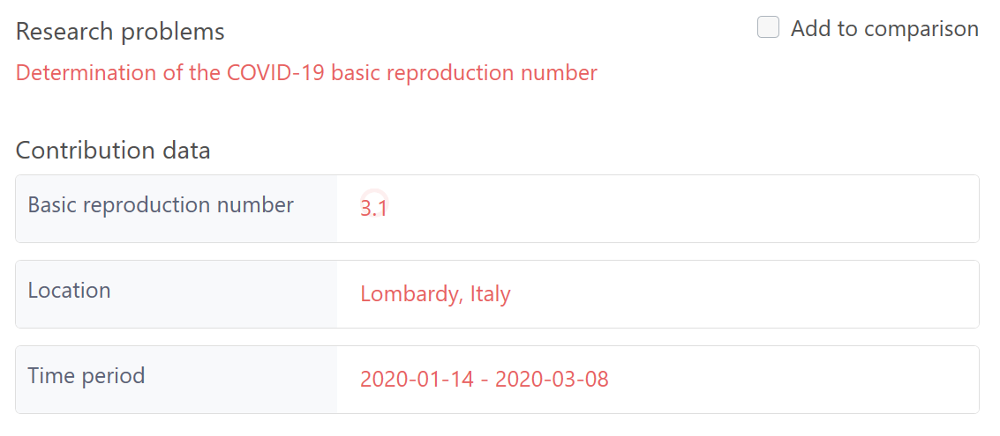 Research problems
Add to comparison
Determination of the COVID-19 basic reproduction number
Contribution data
Basic reproduction number
3.1
Location
Lombardy, Italy
Time period
2020-01-14 - 2020-03-08